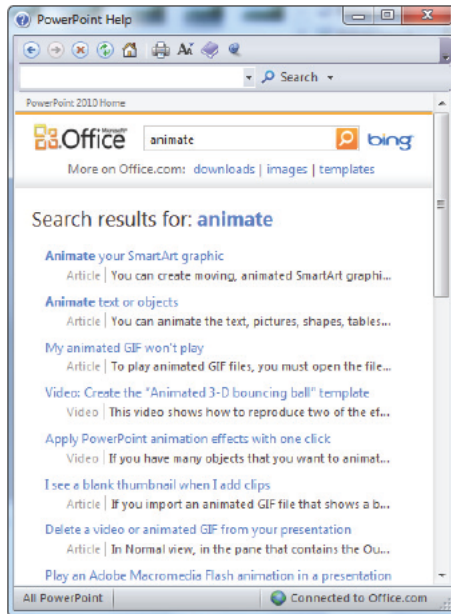 PowerPoint Help
Search
PowerPoint 2010 Home
Microsoft
Office animate bing
More on Office.com: downloads | images | templates
Search results for: animate
Animate your SmartArt graphic
Article | You can create moving, animated SmartArt graphi...
Animate text or objects
Article | You can animate the text, pictures, shapes, tables...
My animated GIF won't play
Article | To play animated GIF files, you must open the file...
Video: Create the "Animated 3-D bouncing ball" template
Video | This video shows how to reproduce two of the ef...
Apply PowerPoint animation effects with one click
Video | If you have many objects that you want to animat...
I see a blank thumbnail when I add clips
Article | If you import an animated GIF file that shows a b...
Delete a video or animated GIF from your presentation
Article | In Normal view, in the pane that contains the Ou...
Play an Adobe Macromedia Flash animation in a presentation
All PowerPoint Connected to Office.com